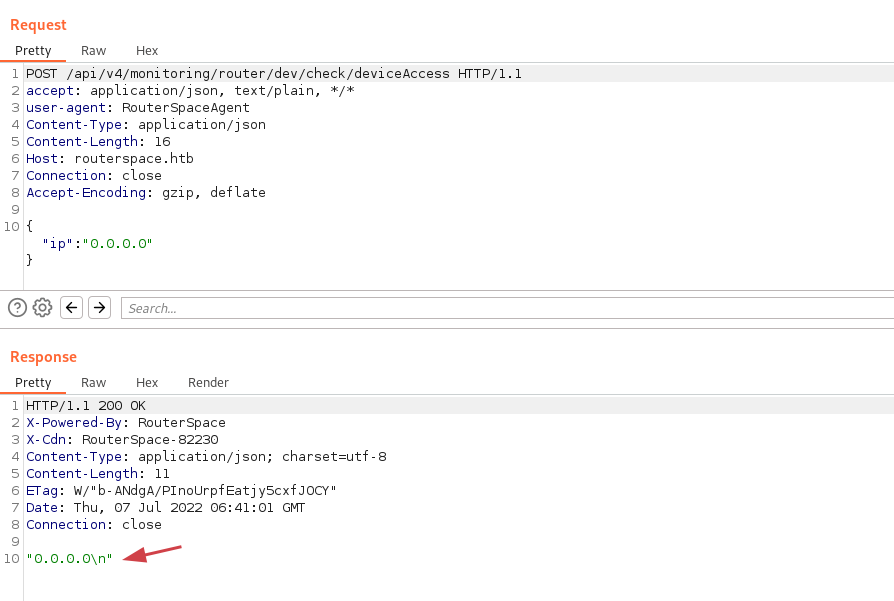 Request
Pretty Raw Hex
1 POST /api/v4/monitoring/router/dev/check/deviceAccess HTTP/1.1
2 accept: application/json, text/plain, */*
3 user-agent: RouterSpaceAgent
4 Content-Type: application/json
5 Content-Length: 16
6 Host: routerspace.htb
7 Connection: close
8 Accept-Encoding: gzip, deflate
9
10 {
"ip":"0.0.0.0"
}
Search...
Response
Pretty Raw Hex Render
1 HTTP/1.1 200 OK
2 X-Powered-By: RouterSpace
3 X-Cdn: RouterSpace-82230
4 Content-Type: application/json; charset=utf-8
5 Content-Length: 11
6 ETag: W/"b-ANdgA/PInoUrpfEatjy5cxfJOCY"
7 Date: Thu, 07 Jul 2022 06:41:01 GMT
8 Connection: close
9
10 "0.0.0.0\n"